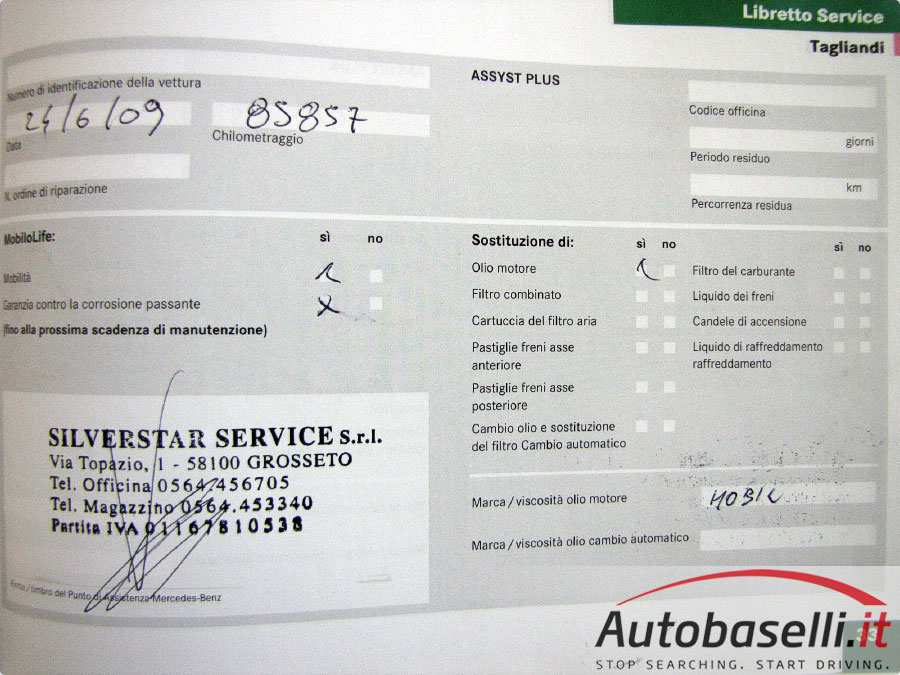 Libretto Service
Tagliandi
Numero di identificazione della vettura
24/6/09
Data
85857
Chilometraggio
N. ordine di riparazione
ASSYST PLUS
Codice officina
giorni
Periodo residuo
km
Percorrenza residua
MobiloLife: sì no
Mobilità
Garanzia contro la corrosione passante
(fino alla prossima scadenza di manutenzione)
SILVERSTAR SERVICE S.r.l.
Via Topazio, 1 - 58100 GROSSETO
Tel. Officina 0564.456705
Tel. Magazzino 0564.453340
Partita IVA 01167810538
Firma / timbro del Punto di Assistenza Mercedes-Benz
Sostituzione di: sì no
Olio motore
Filtro combinato
Cartuccia del filtro aria
Pastiglie freni asse
anteriore
Pastiglie freni asse
posteriore
Cambio olio e sostituzione
del filtro Cambio automatico
sì no
Filtro del carburante
Liquido dei freni
Candele di accensione
Liquido di raffreddamento
raffreddamento
Marca / viscosità olio motore MOBIL
Marca / viscosità olio cambio automatico
33
Autobaselli.it
STOP SEARCHING. START DRIVING.